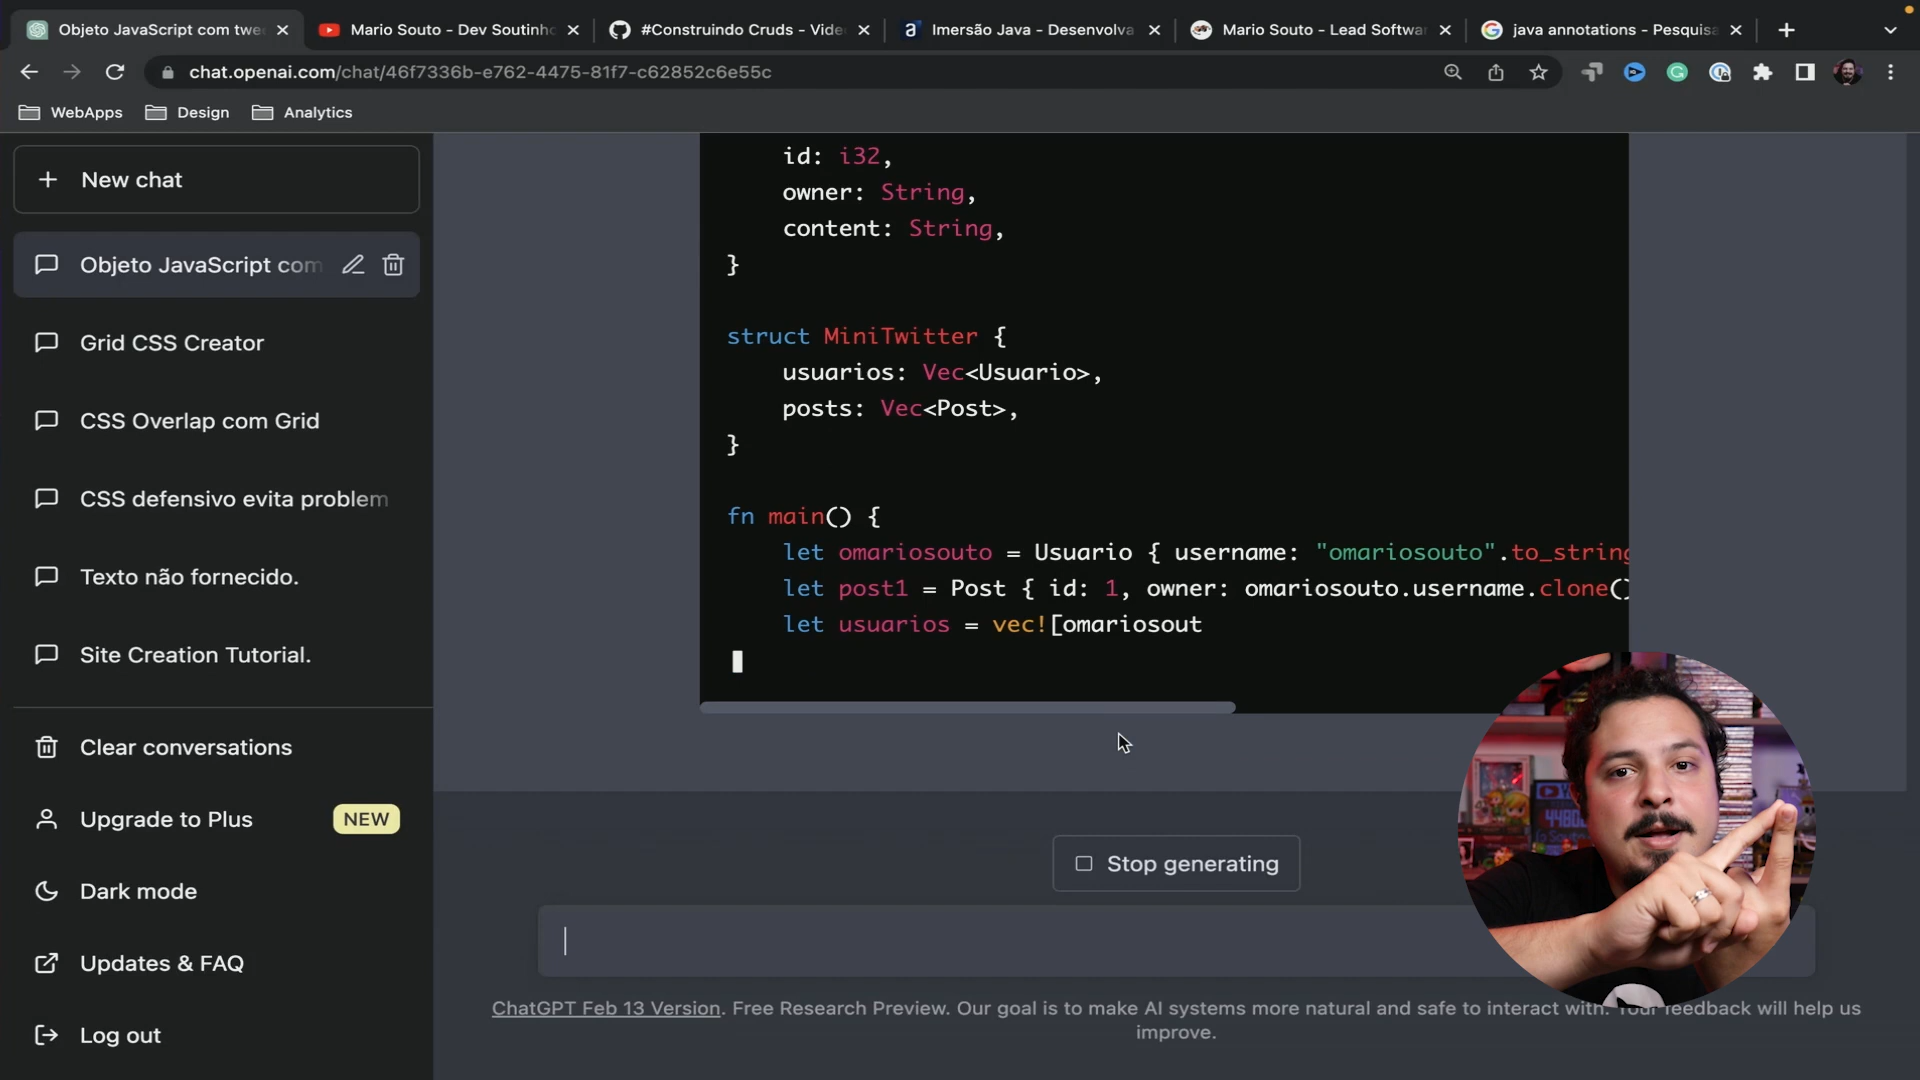 Objeto JavaScript com twe
Mario Souto - Dev Soutinho
#Construindo Cruds - Vide
Imersão Java - Desenvolva
Mario Souto - Lead Softwar
java annotations - Pesquisa
chat.openai.com/chat/46f7336b-e762-4475-81f7-c62852c6e55c
WebApps
Design
Analytics
+ New chat
Objeto JavaScript com
Grid CSS Creator
CSS Overlap com Grid
CSS defensivo evita problem
Texto não fornecido.
Site Creation Tutorial.
Clear conversations
Upgrade to Plus
NEW
Dark mode
Updates & FAQ
Log out
id: i32,
owner: String,
content: String,
}
struct MiniTwitter {
usuarios: Vec<Usuario>,
posts: Vec<Post>,
}
fn main() {
let omariosouto = Usuario { username: "omariosouto".to_string
let post1 = Post { id: 1, owner: omariosouto.username.clone()
let usuarios = vec![omariosout
Stop generating
ChatGPT Feb 13 Version. Free Research Preview. Our goal is to make AI systems more natural and safe to interact with. Your feedback will help us
improve.